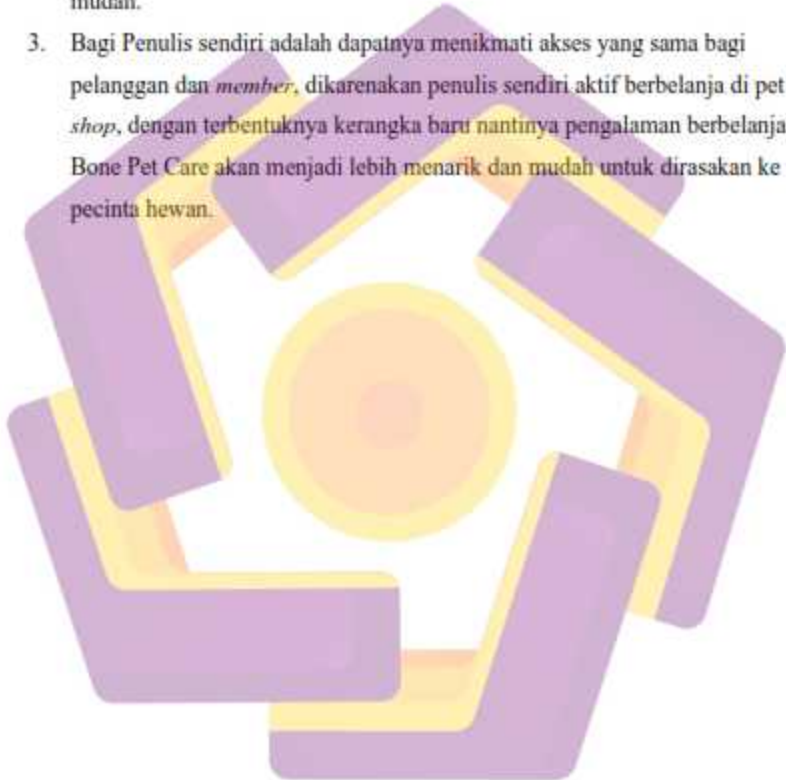 mudah.
3. Bagi Penulis sendiri adalah dapatnya menikmati akses yang sama bagi
pelanggan dan member, dikarenakan penulis sendiri aktif berbelanja di pet
shop, dengan terbentuknya kerangka baru nantinya pengalaman berbelanja
Bone Pet Care akan menjadi lebih menarik dan mudah untuk dirasakan ke
pecinta hewan.